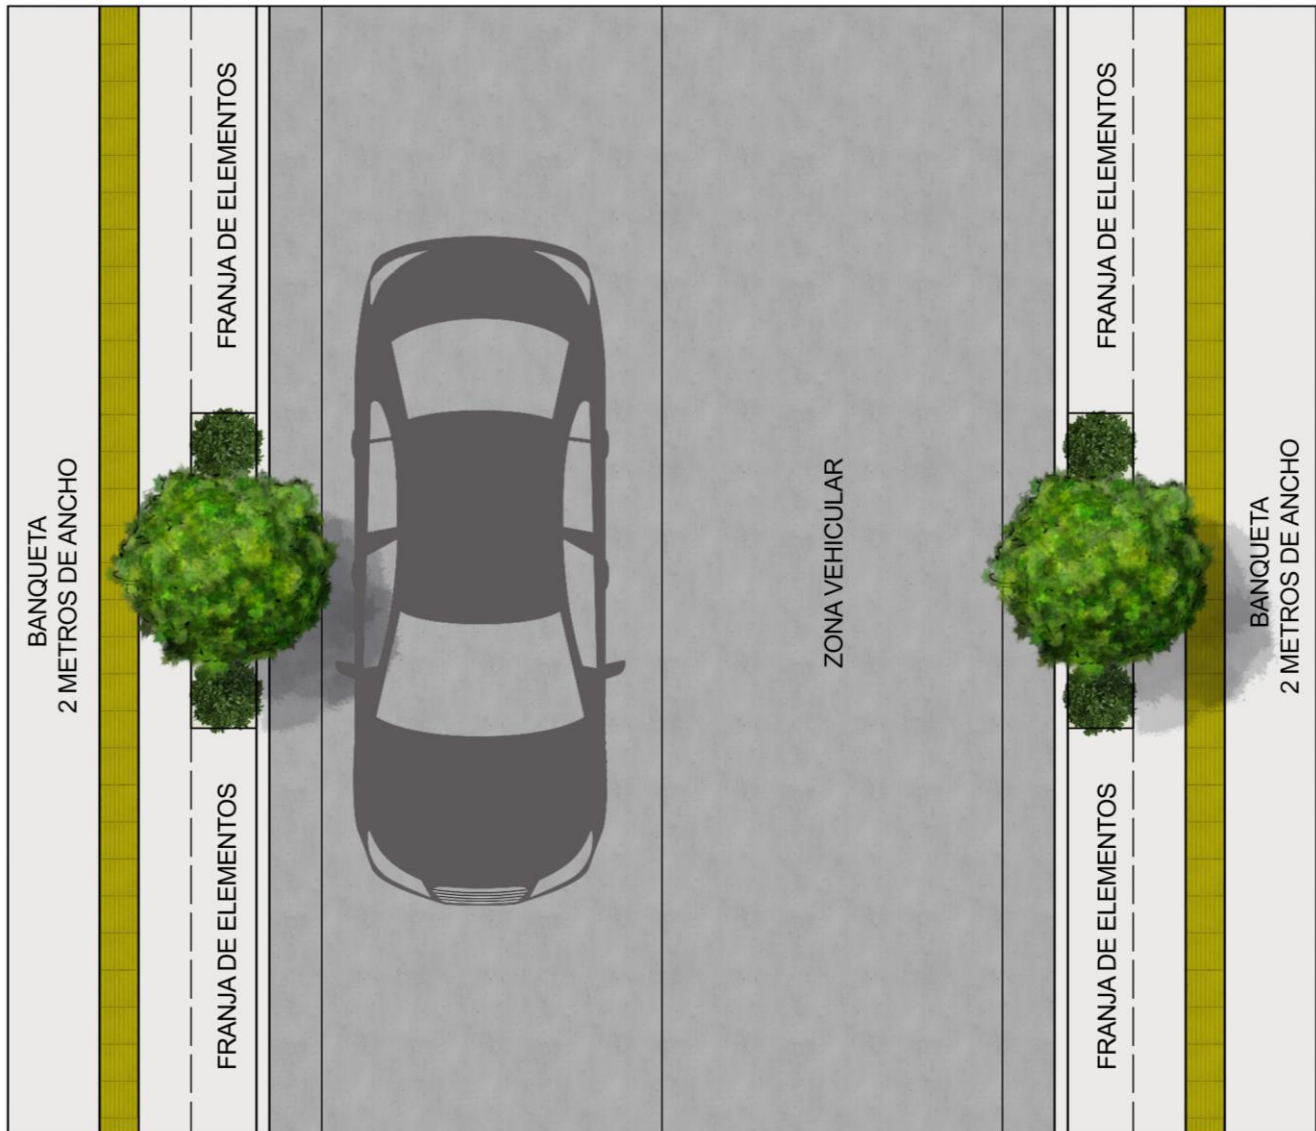 BANQUETA
2 METROS DE ANCHO
FRANJA DE ELEMENTOS
FRANJA DE ELEMENTOS
ZONA VEHICULAR
FRANJA DE ELEMENTOS
FRANJA DE ELEMENTOS
BANQUETA
2 METROS DE ANCHO